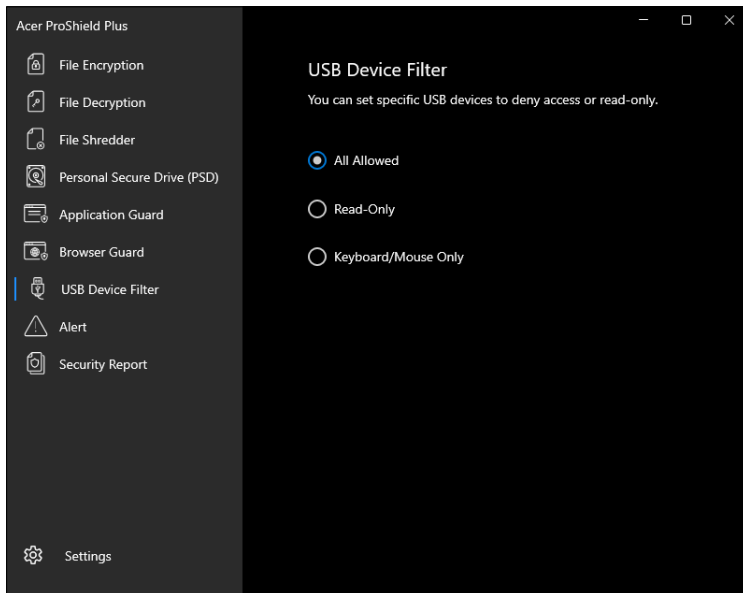 Acer ProShield Plus
File Encryption
File Decryption
File Shredder
Personal Secure Drive (PSD)
Application Guard
Browser Guard
USB Device Filter
Alert
Security Report
Settings
USB Device Filter
You can set specific USB devices to deny access or read-only.
All Allowed
Read-Only
Keyboard/Mouse Only